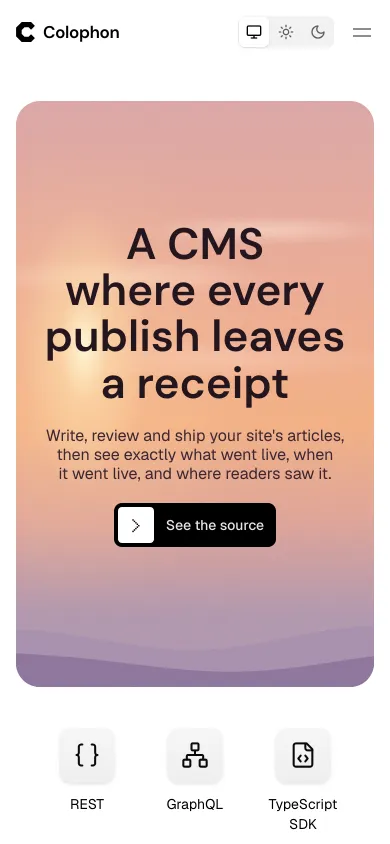 Colophon
A CMS
where every
publish leaves
a receipt
Write, review and ship your site's articles,
then see exactly what went live, when
it went live, and where readers saw it.
See the source
REST
GraphQL
TypeScript
SDK